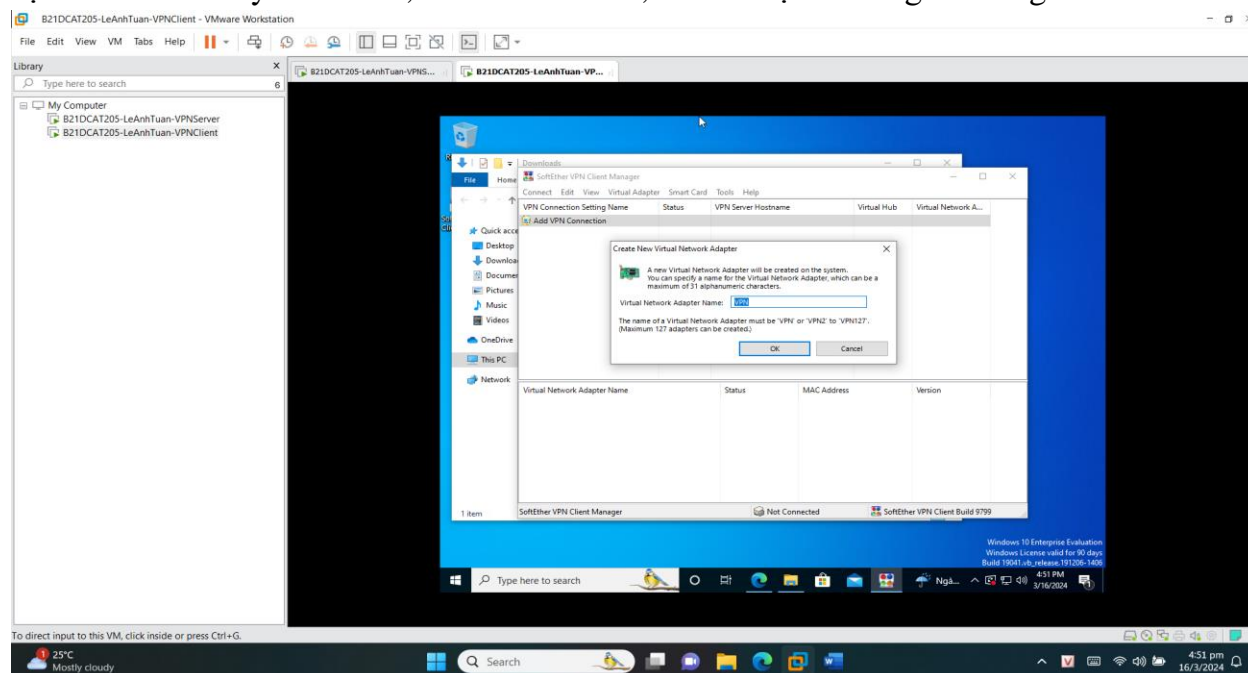 B21DCAT205-LeAnhTuan-VPNClient - VMware Workstation
File Edit View VM Tabs Help
Library
Type here to search
6
My Computer
B21DCAT205-LeAnhTuan-VPNServer
B21DCAT205-LeAnhTuan-VPNClient
B21DCAT205-LeAnhTuan-VPNS...
B21DCAT205-LeAnhTuan-VP...
Downloads
File Home
SoftEther VPN Client Manager
Connect Edit View Virtual Adapter Smart Card Tools Help
VPN Connection Setting Name Status VPN Server Hostname Virtual Hub Virtual Network A...
Add VPN Connection
Quick acce
Desktop
Downloa
Documen
Pictures
Music
Videos
OneDrive
This PC
Network
Create New Virtual Network Adapter
A new Virtual Network Adapter will be created on the system.
You can specify a name for the Virtual Network Adapter, which can be a
maximum of 31 alphanumeric characters.
Virtual Network Adapter Name: VPN
The name of a Virtual Network Adapter must be 'VPN' or 'VPN2' to 'VPN127'.
(Maximum 127 adapters can be created.)
OK Cancel
Virtual Network Adapter Name Status MAC Address Version
1 item
SoftEther VPN Client Manager Not Connected SoftEther VPN Client Build 9799
Windows 10 Enterprise Evaluation
Windows License valid for 90 days
Build 19041.vb_release.191206-1406
Type here to search
Ngà...
4:51 PM
3/16/2024
To direct input to this VM, click inside or press Ctrl+G.
1
25°C
Mostly cloudy
Search
4:51 pm
16/3/2024